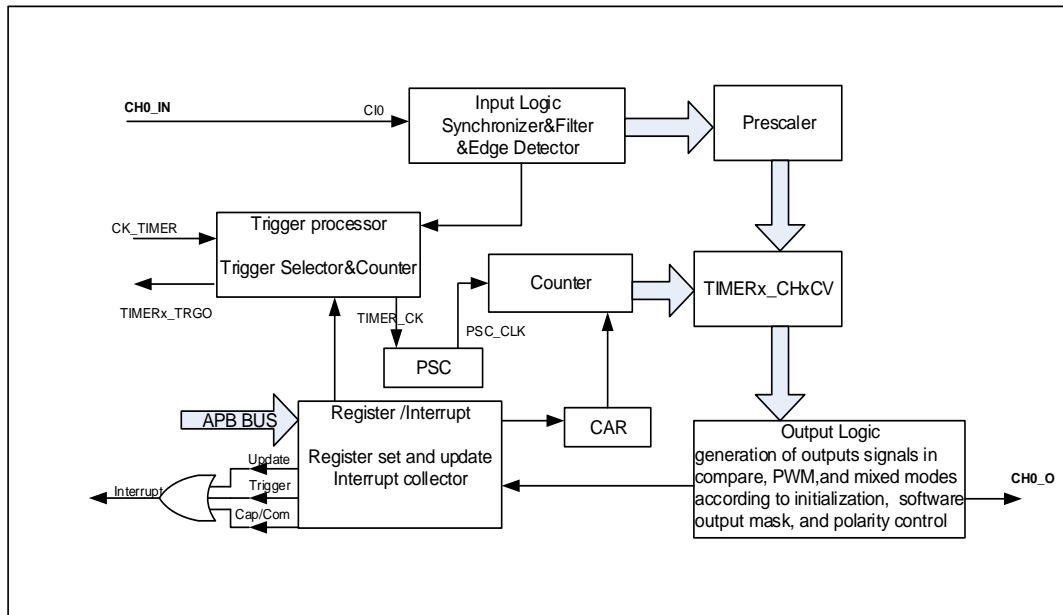 CH0_IN
CI0
Input Logic
Synchronizer&Filter
&Edge Detector
Prescaler
CK_TIMER
Trigger processor
Trigger Selector&Counter
TIMERx_TRGO
TIMER_CK
PSC
PSC_CLK
Counter
TIMERx_CHxCV
APB BUS
Register /Interrupt
Register set and update
Interrupt collector
CAR
Update
Trigger
Cap/Com
Interrupt
Output Logic
generation of outputs signals in
compare, PWM,and mixed modes
according to initialization, software
output mask, and polarity control
CH0_O